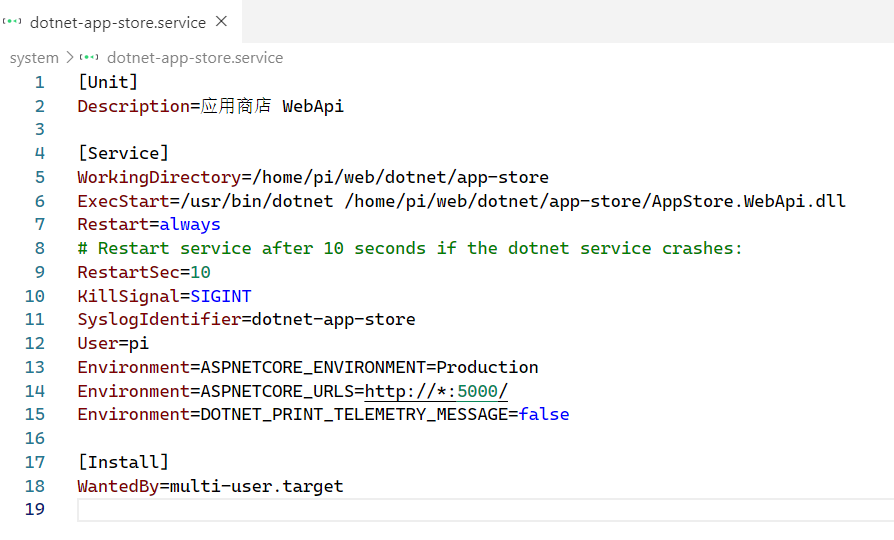 dotnet-app-store.service
system > dotnet-app-store.service
1 [Unit]
2 Description=应用商店 WebApi
3
4 [Service]
5 WorkingDirectory=/home/pi/web/dotnet/app-store
6 ExecStart=/usr/bin/dotnet /home/pi/web/dotnet/app-store/AppStore.WebApi.dll
7 Restart=always
8 # Restart service after 10 seconds if the dotnet service crashes:
9 RestartSec=10
10 KillSignal=SIGINT
11 SyslogIdentifier=dotnet-app-store
12 User=pi
13 Environment=ASPNETCORE_ENVIRONMENT=Production
14 Environment=ASPNETCORE_URLS=http://*:5000/
15 Environment=DOTNET_PRINT_TELEMETRY_MESSAGE=false
16
17 [Install]
18 WantedBy=multi-user.target
19